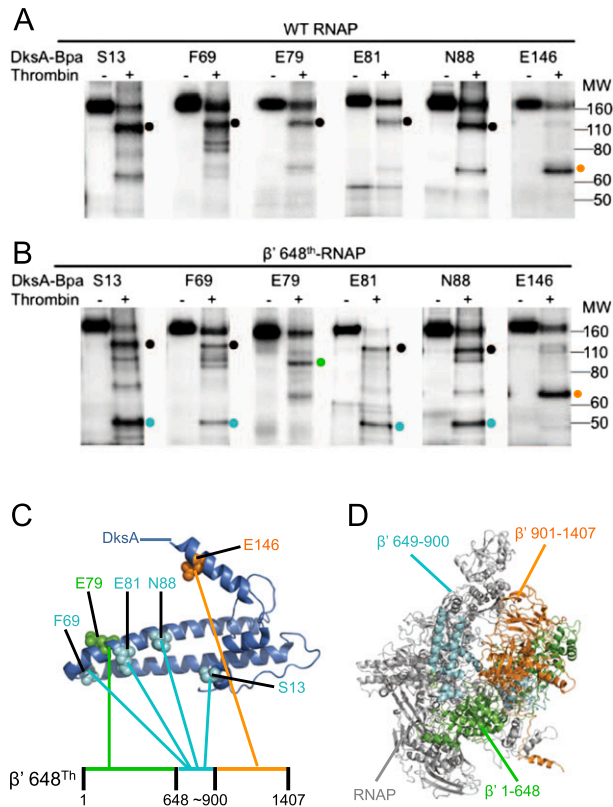 A
WT RNAP
DksA-Bpa S13 F69 E79 E81 N88 E146
Thrombin - + - + - + - + - + - +
MW
160
110
80
60
50
B
β' 648th-RNAP
DksA-Bpa S13 F69 E79 E81 N88 E146
Thrombin - + - + - + - + - + - +
MW
160
110
80
60
50
C
DksA
E146
E79 E81 N88
F69
S13
β' 648Th
1 648 ~900 1407
D
β' 901-1407
β' 649-900
RNAP
β' 1-648